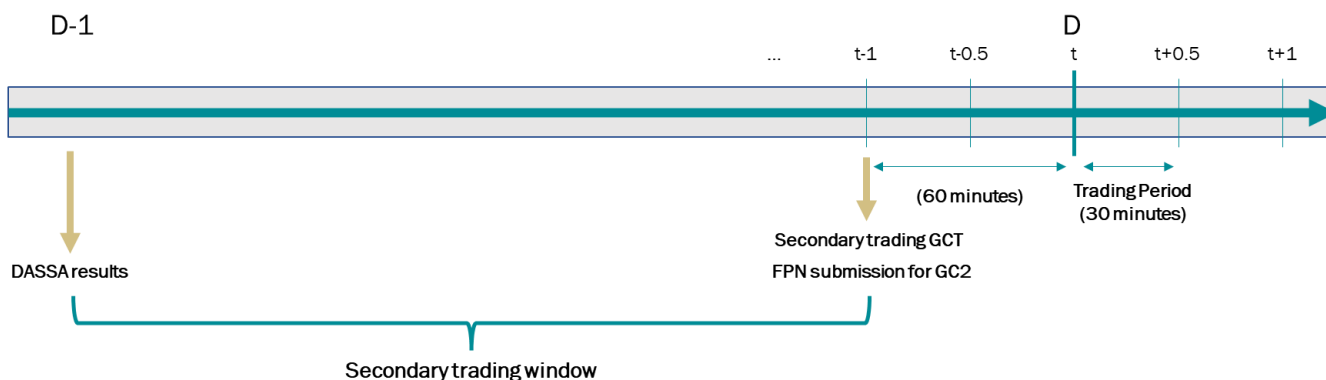 D-1
D
... t-1 t-0.5 t t+0.5 t+1
(60 minutes)
Trading Period
(30 minutes)
Secondary trading GCT
DASSA results
FPN submission for GC2
Secondary trading window